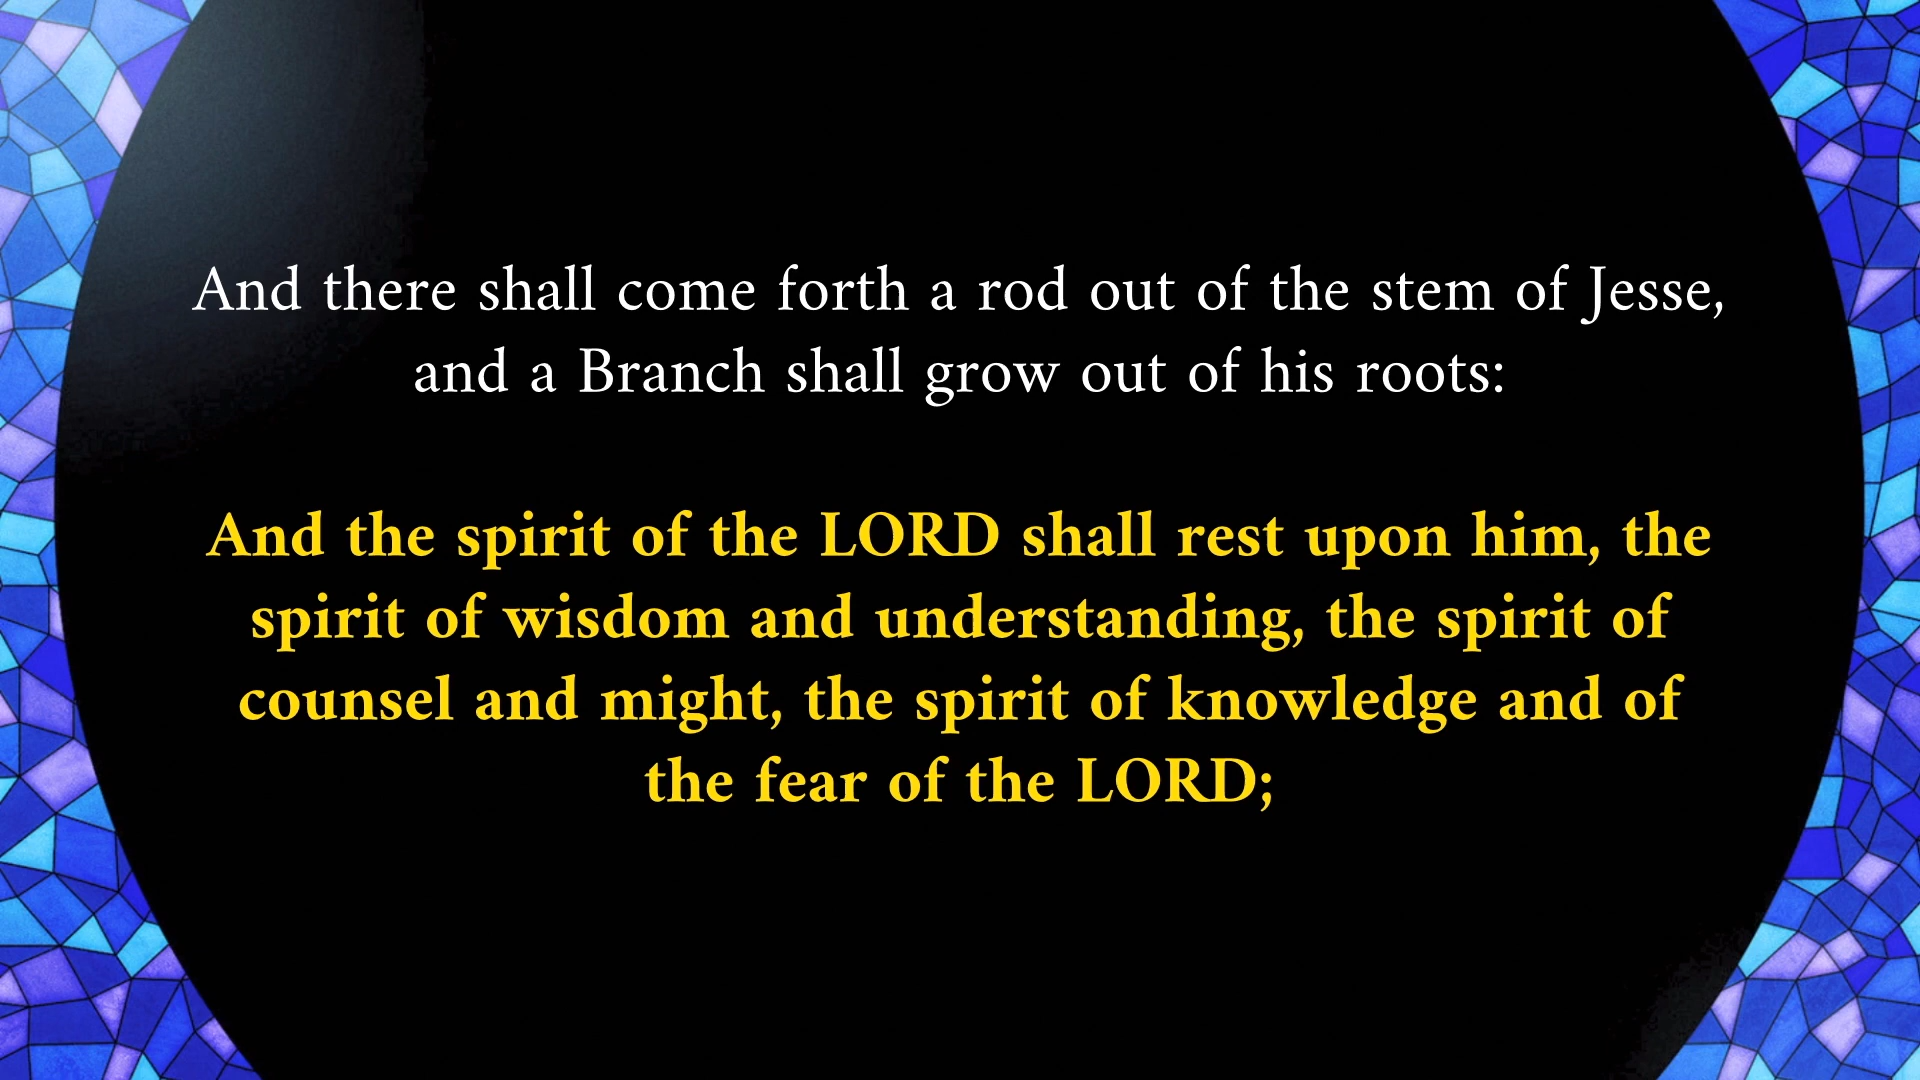 And there shall come forth a rod out of the stem of Jesse,
and a Branch shall grow out of his roots:
And the spirit of the LORD shall rest upon him, the
spirit of wisdom and understanding, the spirit of
counsel and might, the spirit of knowledge and of
the fear of the LORD;